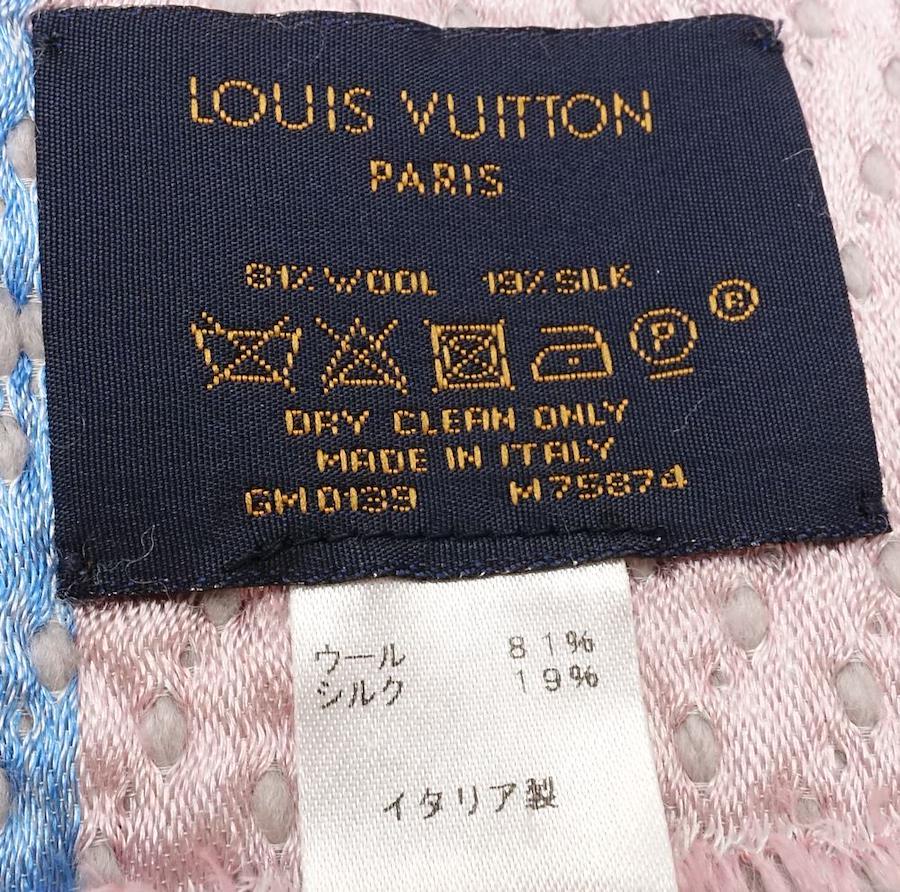 LOUIS VUITTON
PARIS
81% WOOL 19% SILK
P ®
DRY CLEAN ONLY
MADE IN ITALY
GM0139 M75874
ウール 81%
シルク 19%
イタリア製